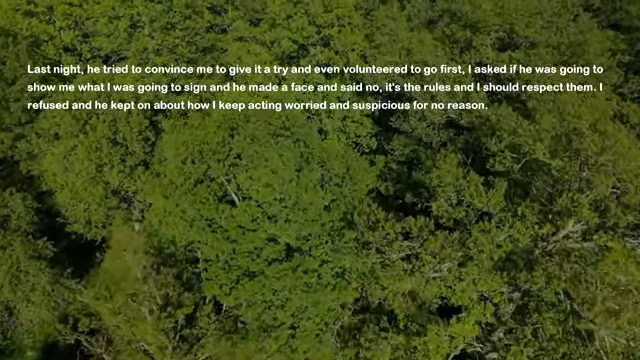 Last night, he tried to convince me to give it a try and even volunteered to go first, I asked if he was going to
show me what I was going to sign and he made a face and said no, it's the rules and I should respect them. I
refused and he kept on about how I keep acting worried and suspicious for no reason.